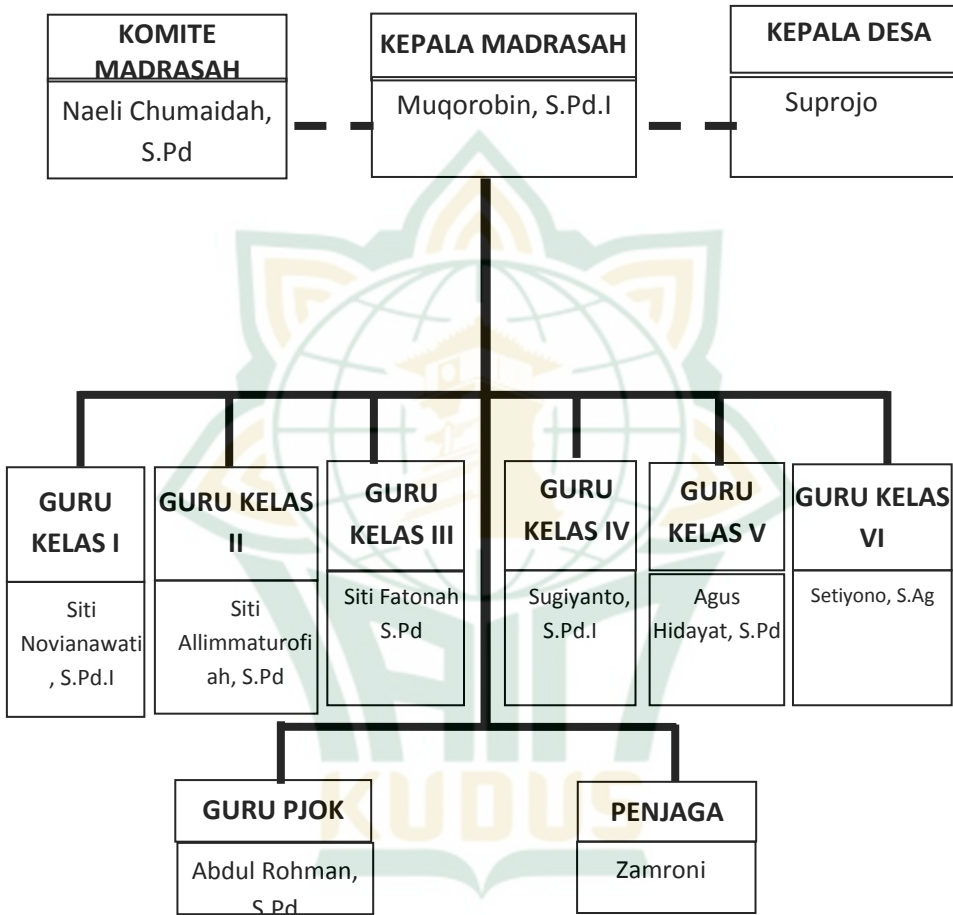 KOMITE
MADRASAH
Naeli Chumaidah,
S.Pd
KEPALA MADRASAH
Muqorobin, S.Pd.I
KEPALA DESA
Suprojo
GURU
KELAS I
Siti
Novianawati
, S.Pd.I
GURU KELAS
II
Siti
Allimmaturofi
ah, S.Pd
GURU
KELAS III
Siti Fatonah
S.Pd
GURU
KELAS IV
Sugiyanto,
S.Pd.I
GURU
KELAS V
Agus
Hidayat, S.Pd
GURU KELAS
VI
Setiyono, S.Ag
GURU PJOK
Abdul Rohman,
S.Pd
PENJAGA
Zamroni
IAIN
KUDUS